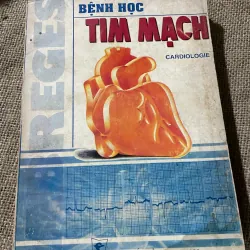 BỆNH HỌC
TIM MẠCH
CARDIOLOGIE
REGES